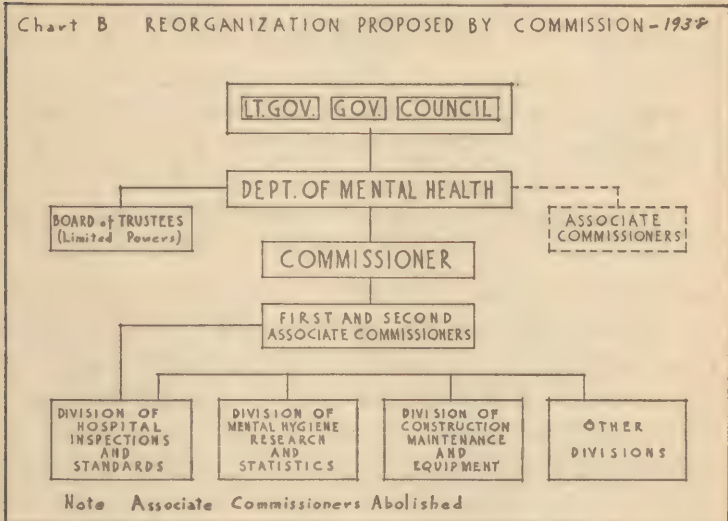 Chart B REORGANIZATION PROPOSED BY COMMISSION-1938
LT.GOV. GOV. COUNCIL
DEPT. OF MENTAL HEALTH
BOARD of TRUSTEES
(Limited Powers)
ASSOCIATE
COMMISSIONERS
COMMISSIONER
FIRST AND SECOND
ASSOCIATE COMMISSIONERS
DIVISION OF
HOSPITAL
INSPECTIONS
AND
STANDARDS
DIVISION OF
MENTAL HYGIENE
RESEARCH
AND
STATISTICS
DIVISION OF
CONSTRUCTION
MAINTENANCE
AND
EQUIPMENT
OTHER
DIVISIONS
Note Associate Commissioners Abolished